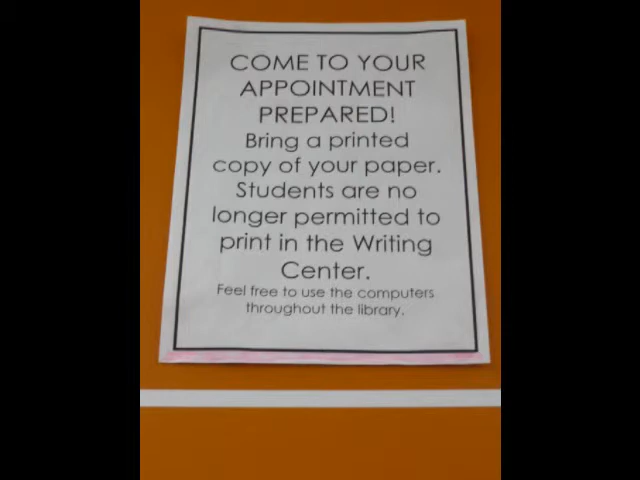 COME TO YOUR
APPOINTMENT
PREPARED!
Bring a printed
copy of your paper.
Students are no
longer permitted to
print in the Writing
Center.
Feel free to use the computers
throughout the library.